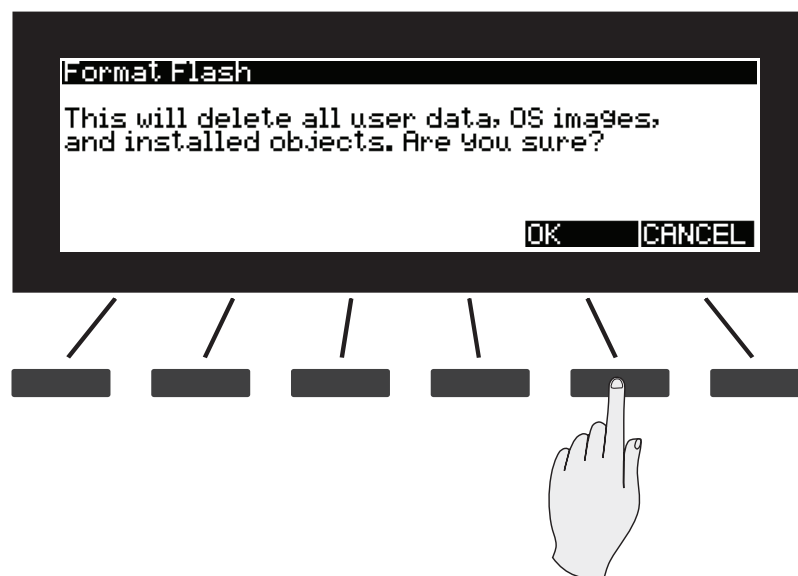 Format Flash
This will delete all user data, OS images,
and installed objects. Are you sure?
OK CANCEL